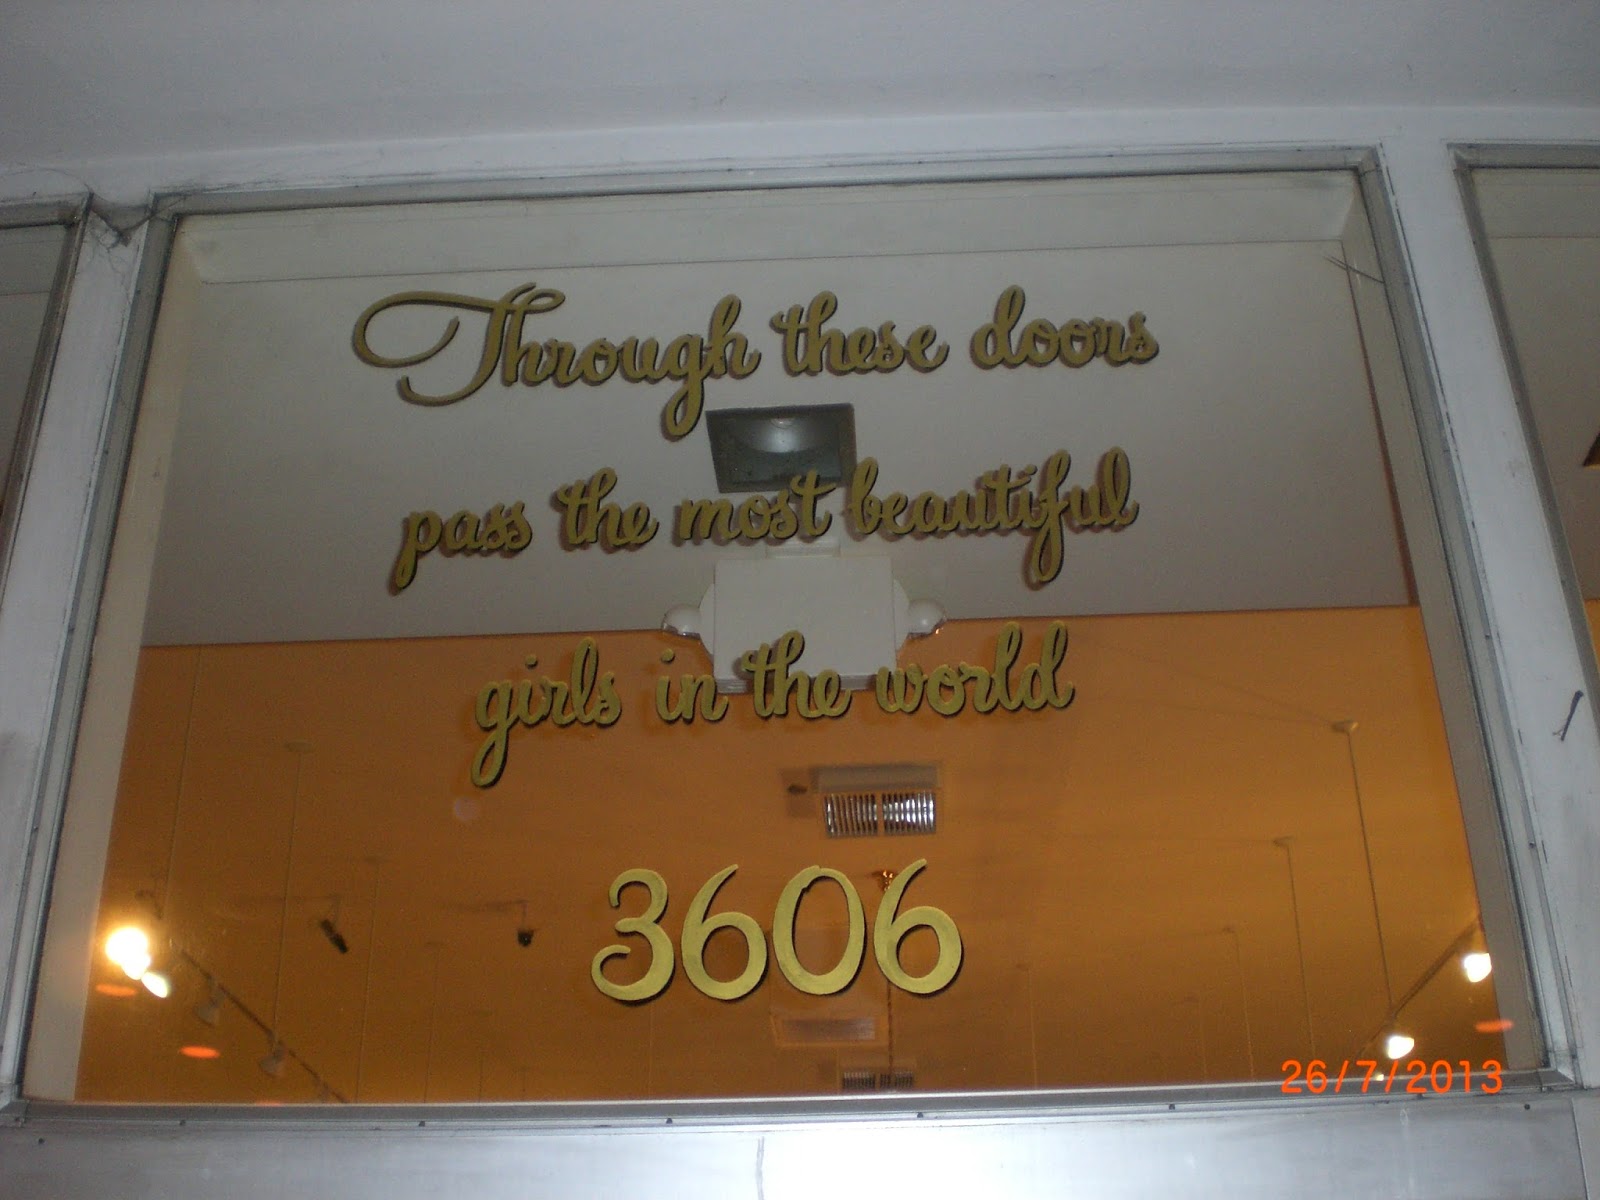 Through these doors
pass the most beautiful
girls in the world
3606
26/7/2013